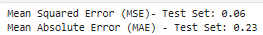 Mean Squared Error (MSE)- Test Set: 0.06
Mean Absolute Error (MAE) - Test Set: 0.23